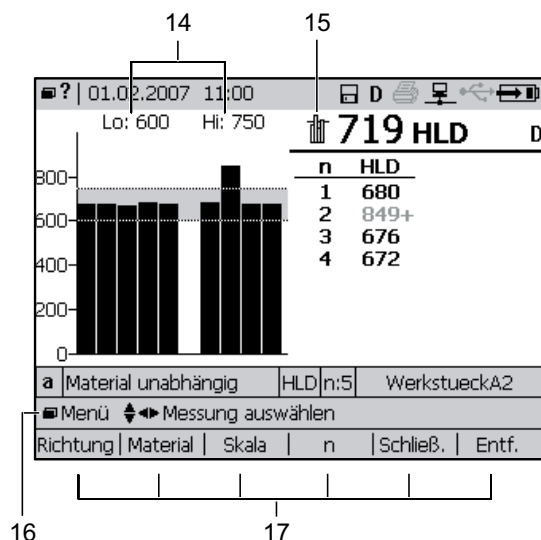 14 15
? 01.02.2007 11:00 D
Lo: 600 Hi: 750 719 HLD D
n HLD
800 1 680
2 849+
600 3 676
4 672
400
200
0
a Material unabhängig HLD n:5 WerkstueckA2
Menü Messung auswählen
Richtung | Material | Skala | n | Schließ. | Entf.
16 17